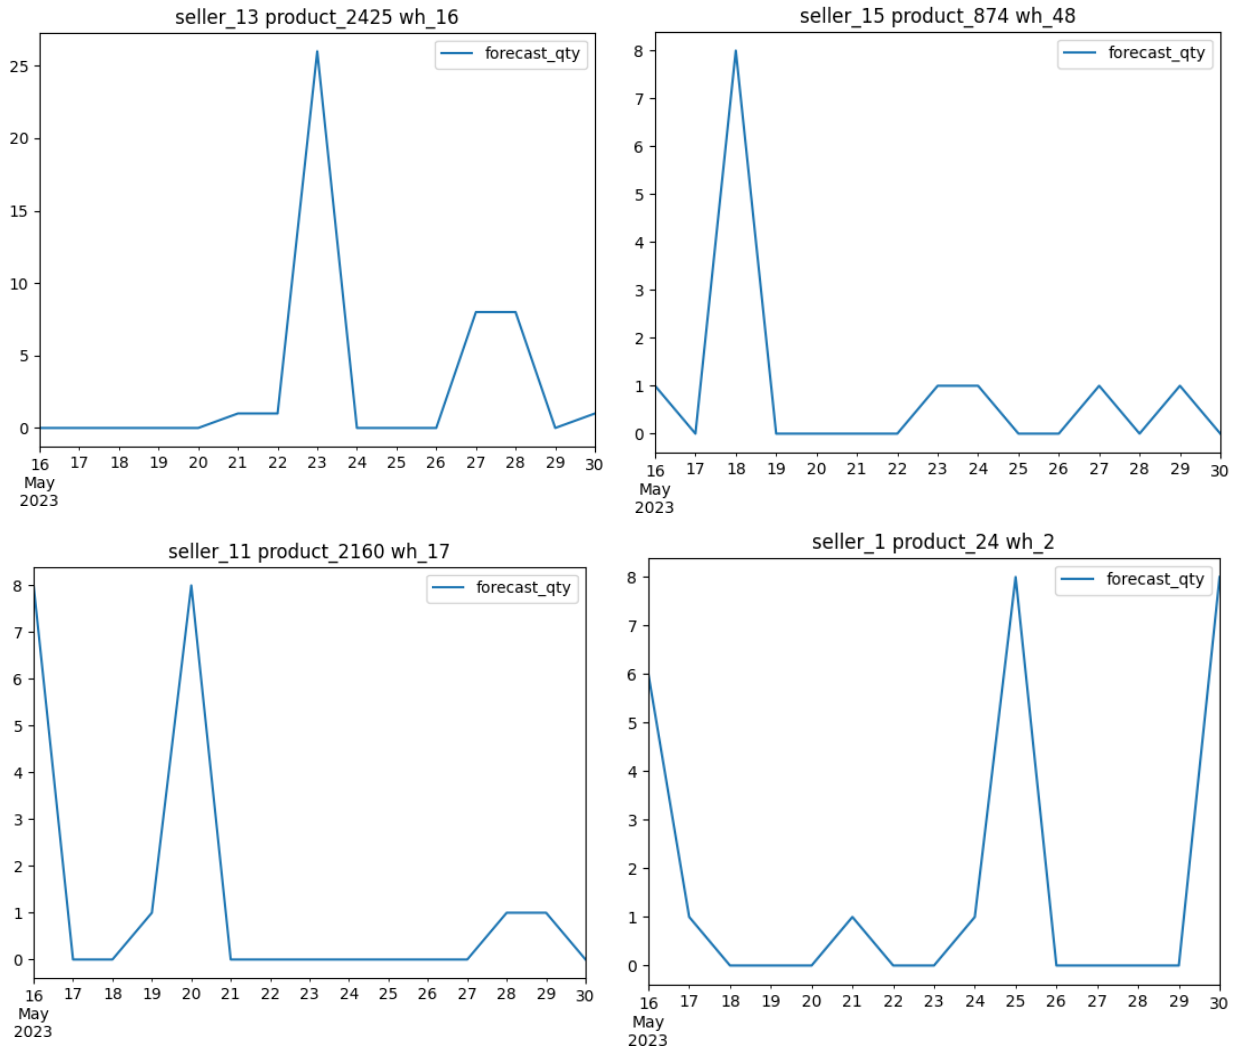 seller_13 product_2425 wh_16
forecast_qty
25
20
15
10
5
0
16 17 18 19 20 21 22 23 24 25 26 27 28 29 30
May
2023
seller_15 product_874 wh_48
forecast_qty
8
7
6
5
4
3
2
1
0
16 17 18 19 20 21 22 23 24 25 26 27 28 29 30
May
2023
seller_11 product_2160 wh_17
forecast_qty
8
7
6
5
4
3
2
1
0
16 17 18 19 20 21 22 23 24 25 26 27 28 29 30
May
2023
seller_1 product_24 wh_2
forecast_qty
8
7
6
5
4
3
2
1
0
16 17 18 19 20 21 22 23 24 25 26 27 28 29 30
May
2023